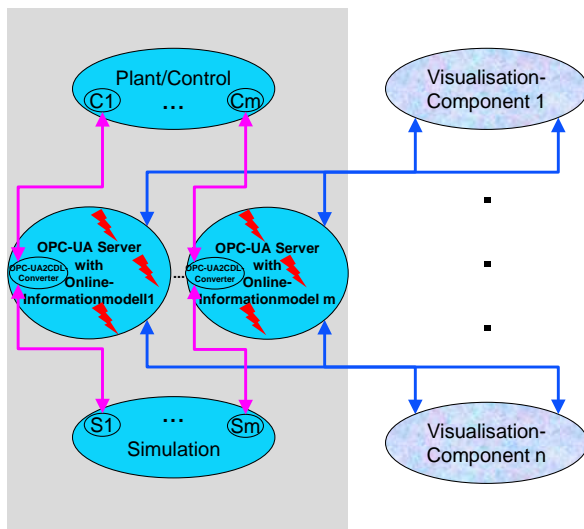 Plant/Control
C1 ... Cm
Visualisation-
Component 1
OPC-UA Server
with
Online-
Informationmodell1
OPC-UA2CDL-
Converter
...
OPC-UA Server
with
Online-
Informationmodel m
OPC-UA2CDL-
Converter
S1 ... Sm
Simulation
Visualisation-
Component n